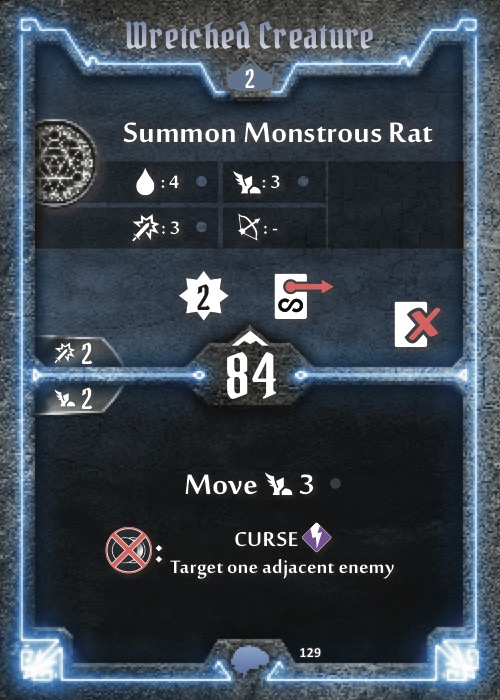 Wretched Creature
2
Summon Monstrous Rat
: 4 : 3
: 3 : -
2 S
2
84
2
Move 3
:
CURSE
Target one adjacent enemy
129